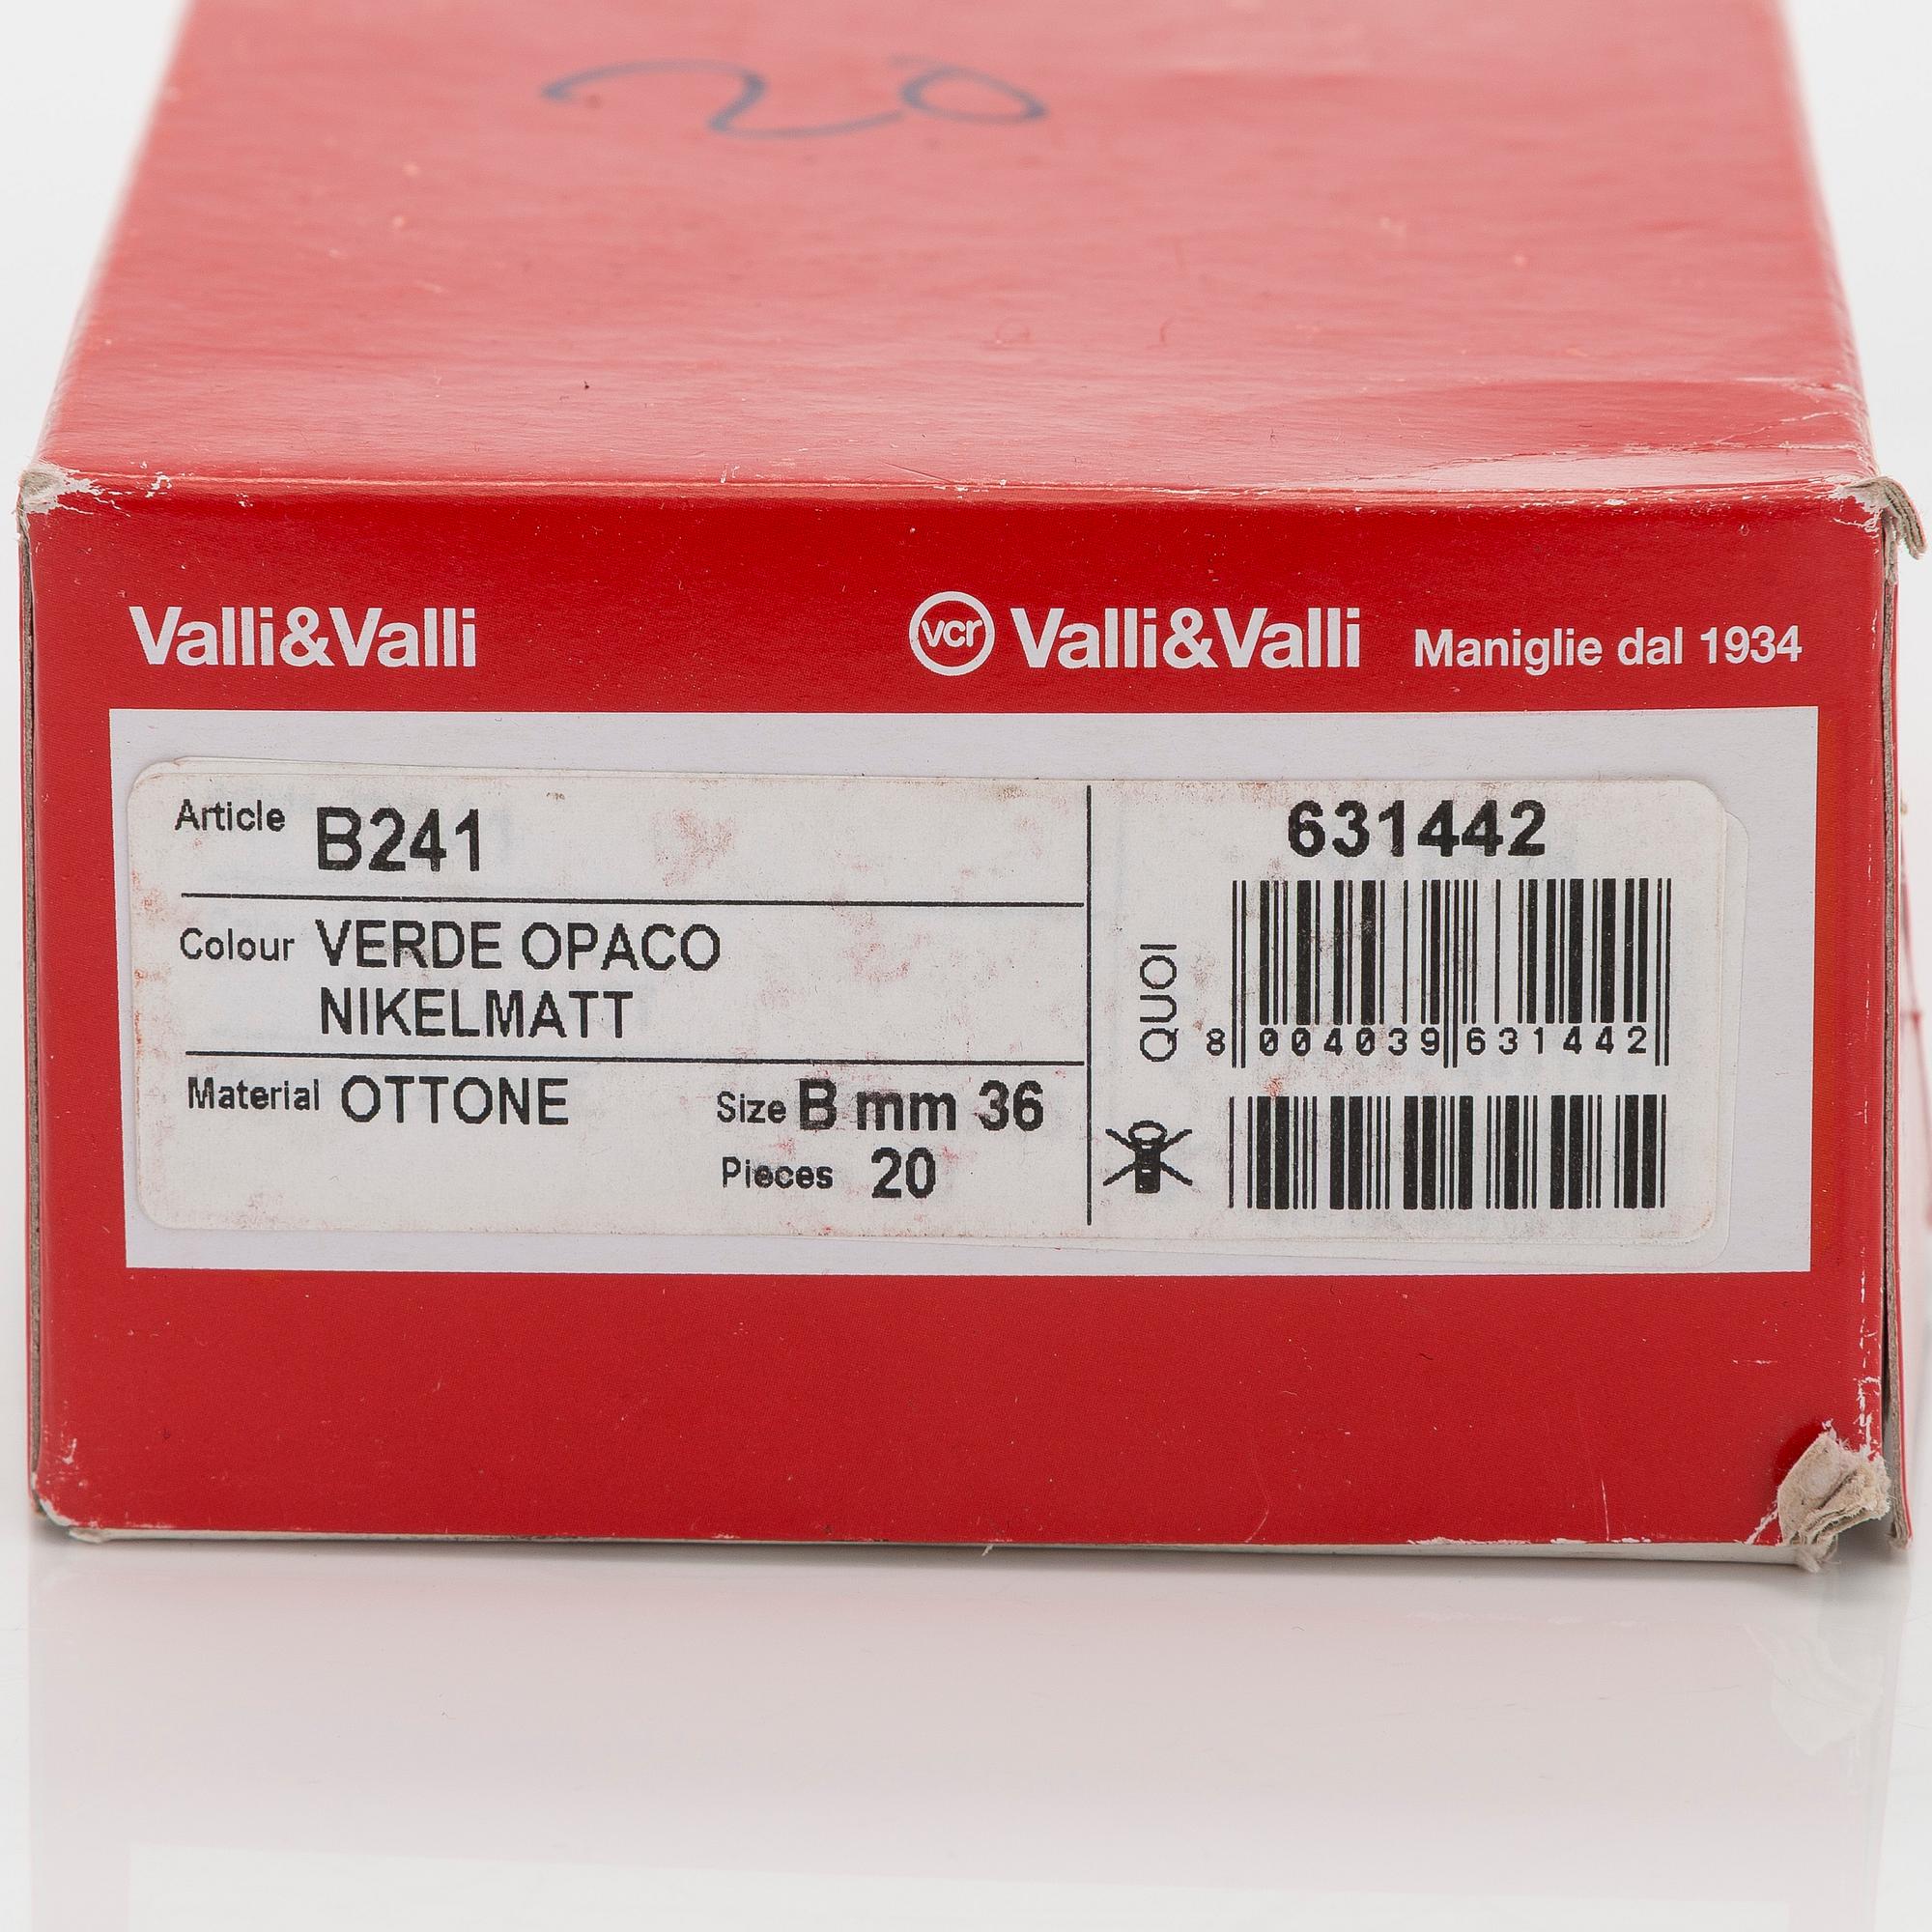 20
Valli&Valli
vcr Valli&Valli Maniglie dal 1934
Article B241
Colour VERDE OPACO
NIKELMATT
Material OTTONE
Size B mm 36
Pieces 20
631442
QUOI
8 004039 631442